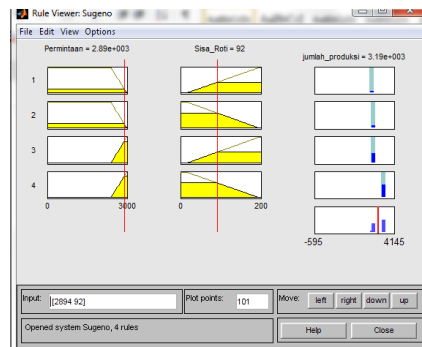 Rule Viewer: Sugeno
File Edit View Options
Permintaan = 2.89e+003
Sisa_Roti = 92
jumlah_produksi = 3.19e+003
1
2
3
4
0 3000
0 200
-595 4145
Input: [2894 92]
Plot points: 101
Move: left right down up
Opened system Sugeno, 4 rules
Help Close